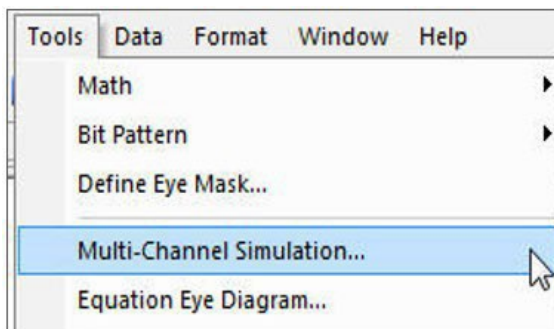 Tools Data Format Window Help
Math
Bit Pattern
Define Eye Mask...
Multi-Channel Simulation...
Equation Eye Diagram...